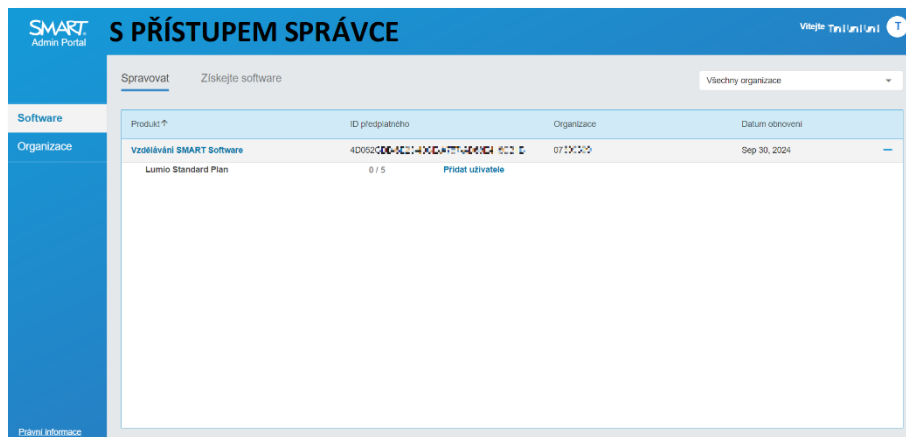 SMART.
Admin Portal
S PŘÍSTUPEM SPRÁVCE
Vítejte
T
Spravovat
Získejte software
Všechny organizace
Software
Organizace
Produkt↑ ID předplatného Organizace Datum obnovení
Vzdělávání SMART Software Sep 30, 2024
Lumio Standard Plan 0 / 5 Přidat uživatele
Právní informace